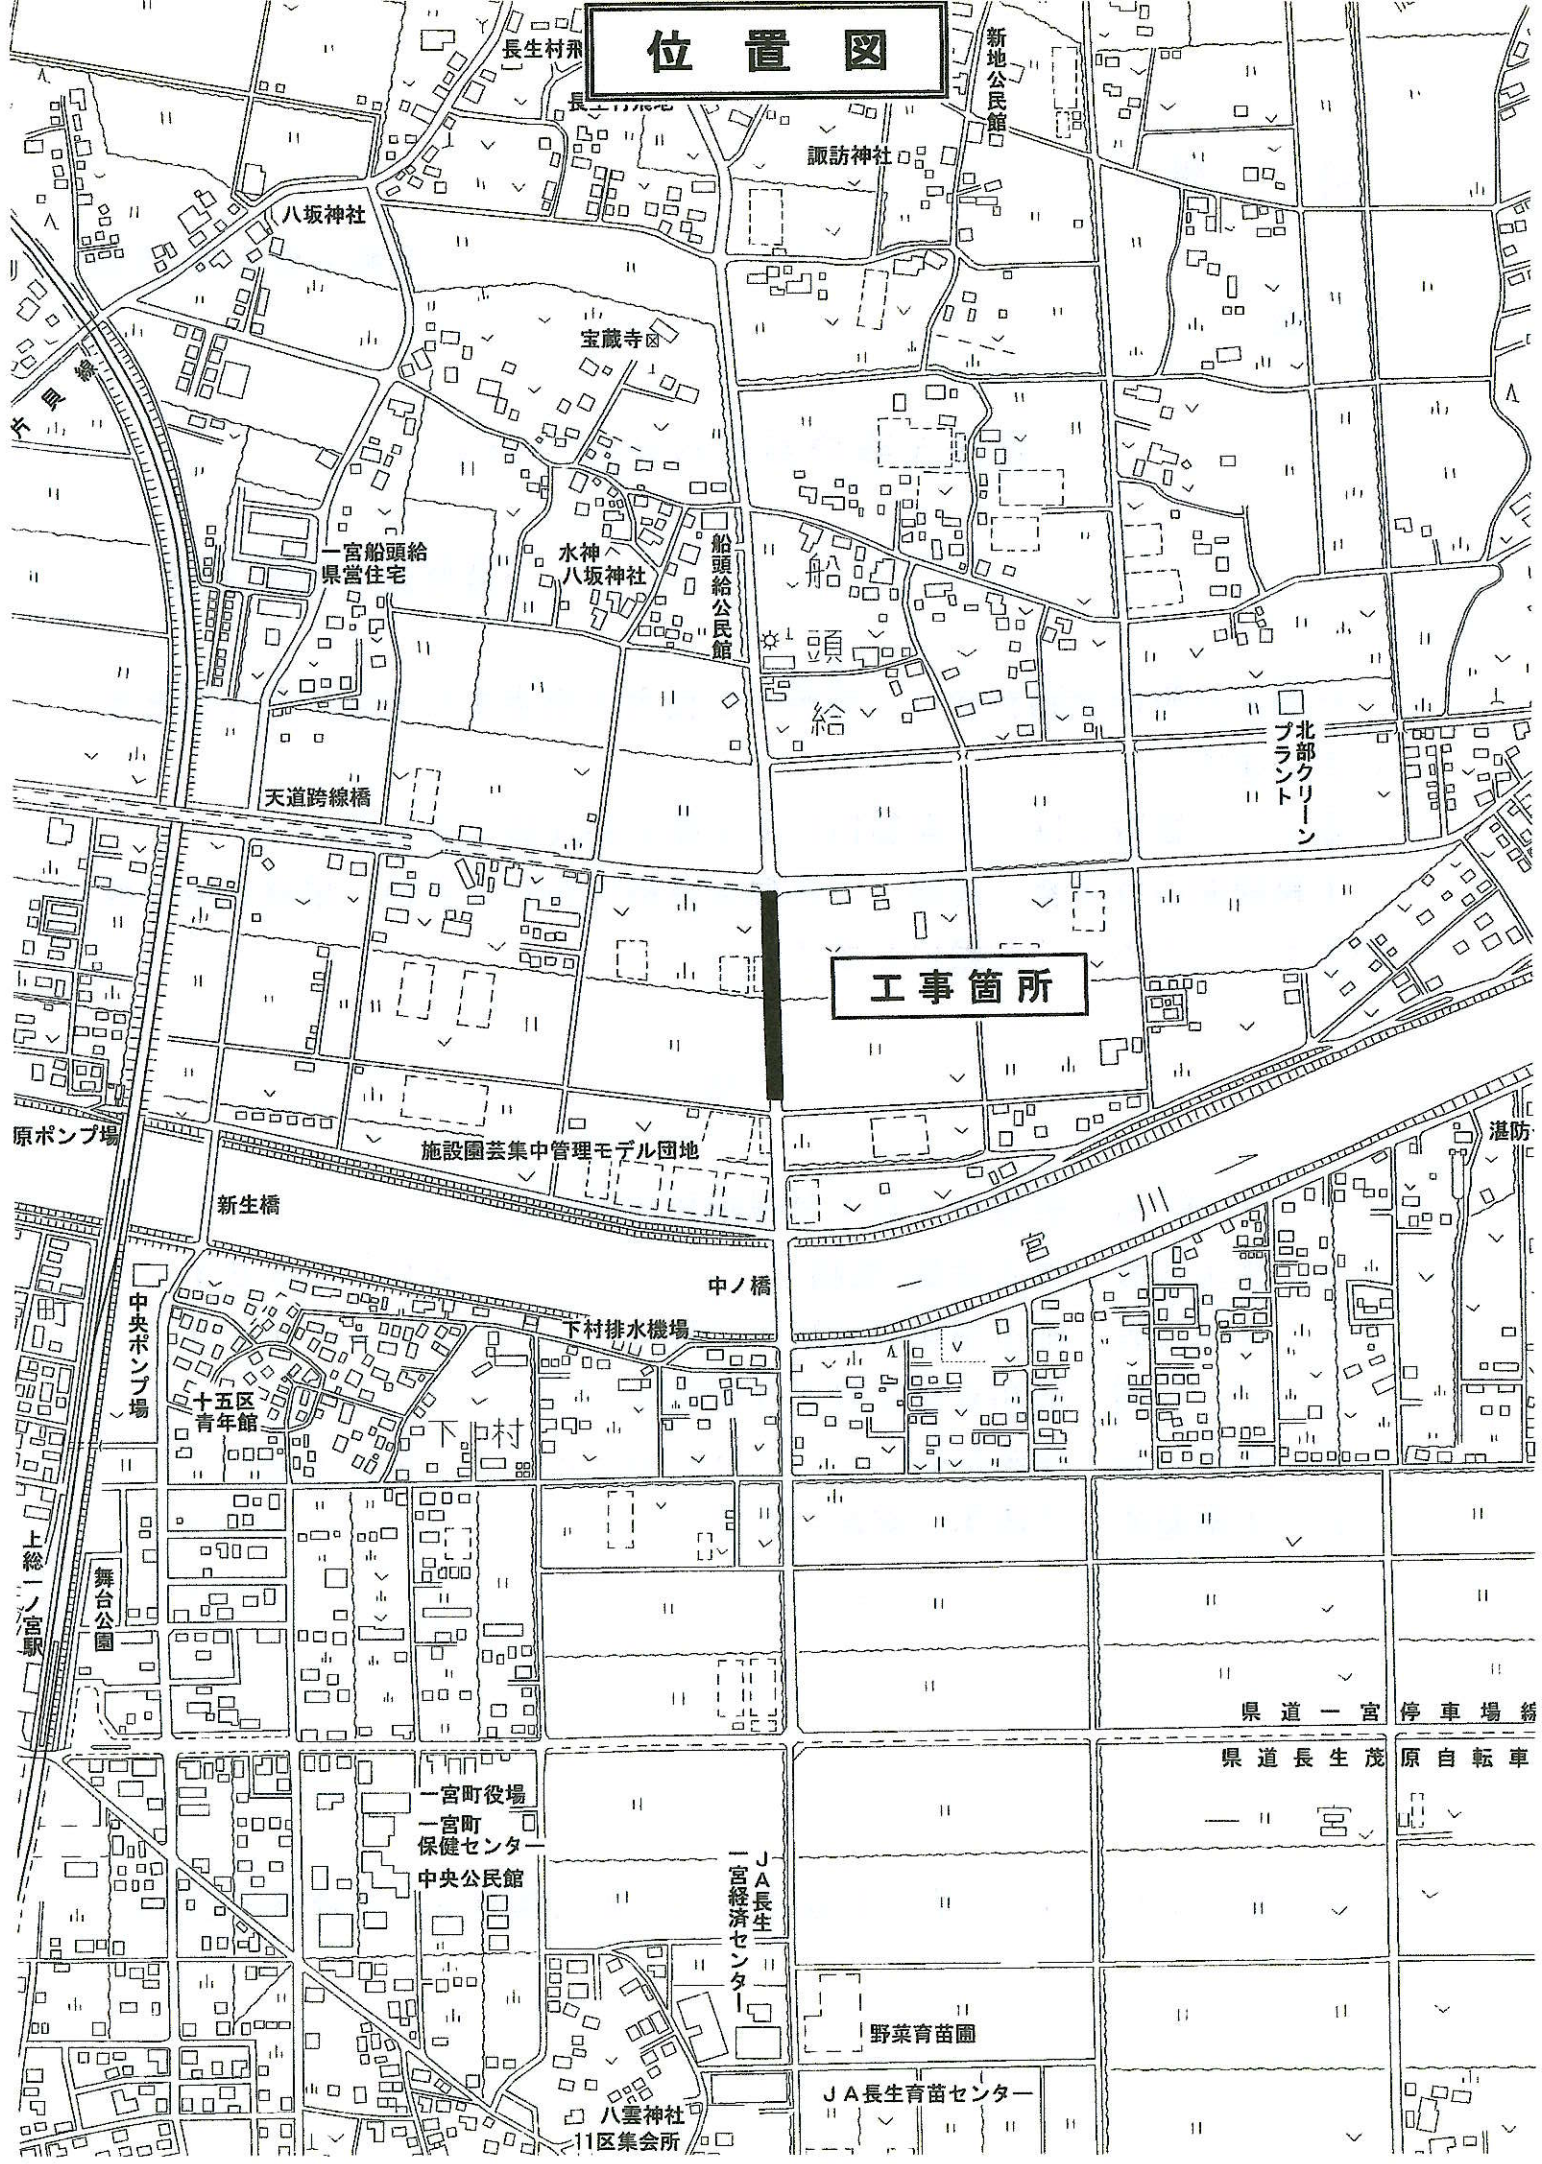 位置図
長生村飛
新地公民館
諏訪神社
八坂神社
宝蔵寺
一宮船頭給
県営住宅
水神
八坂神社
船頭給公民館
船頭給
北部クリーン
プラント
天道跨線橋
工事箇所
原ポンプ場
施設園芸集中管理モデル団地
湛防
新生橋
一宮川
中ノ橋
下村排水機場
中央ポンプ場
十五区
青年館
下村
上総一ノ宮駅
舞台公園
県道一宮停車場線
県道長生茂原自転車
一宮町役場
一宮町
保健センター
中央公民館
一宮
JA長生
一宮経済センター
野菜育苗圃
JA長生育苗センター
八雲神社
11区集会所